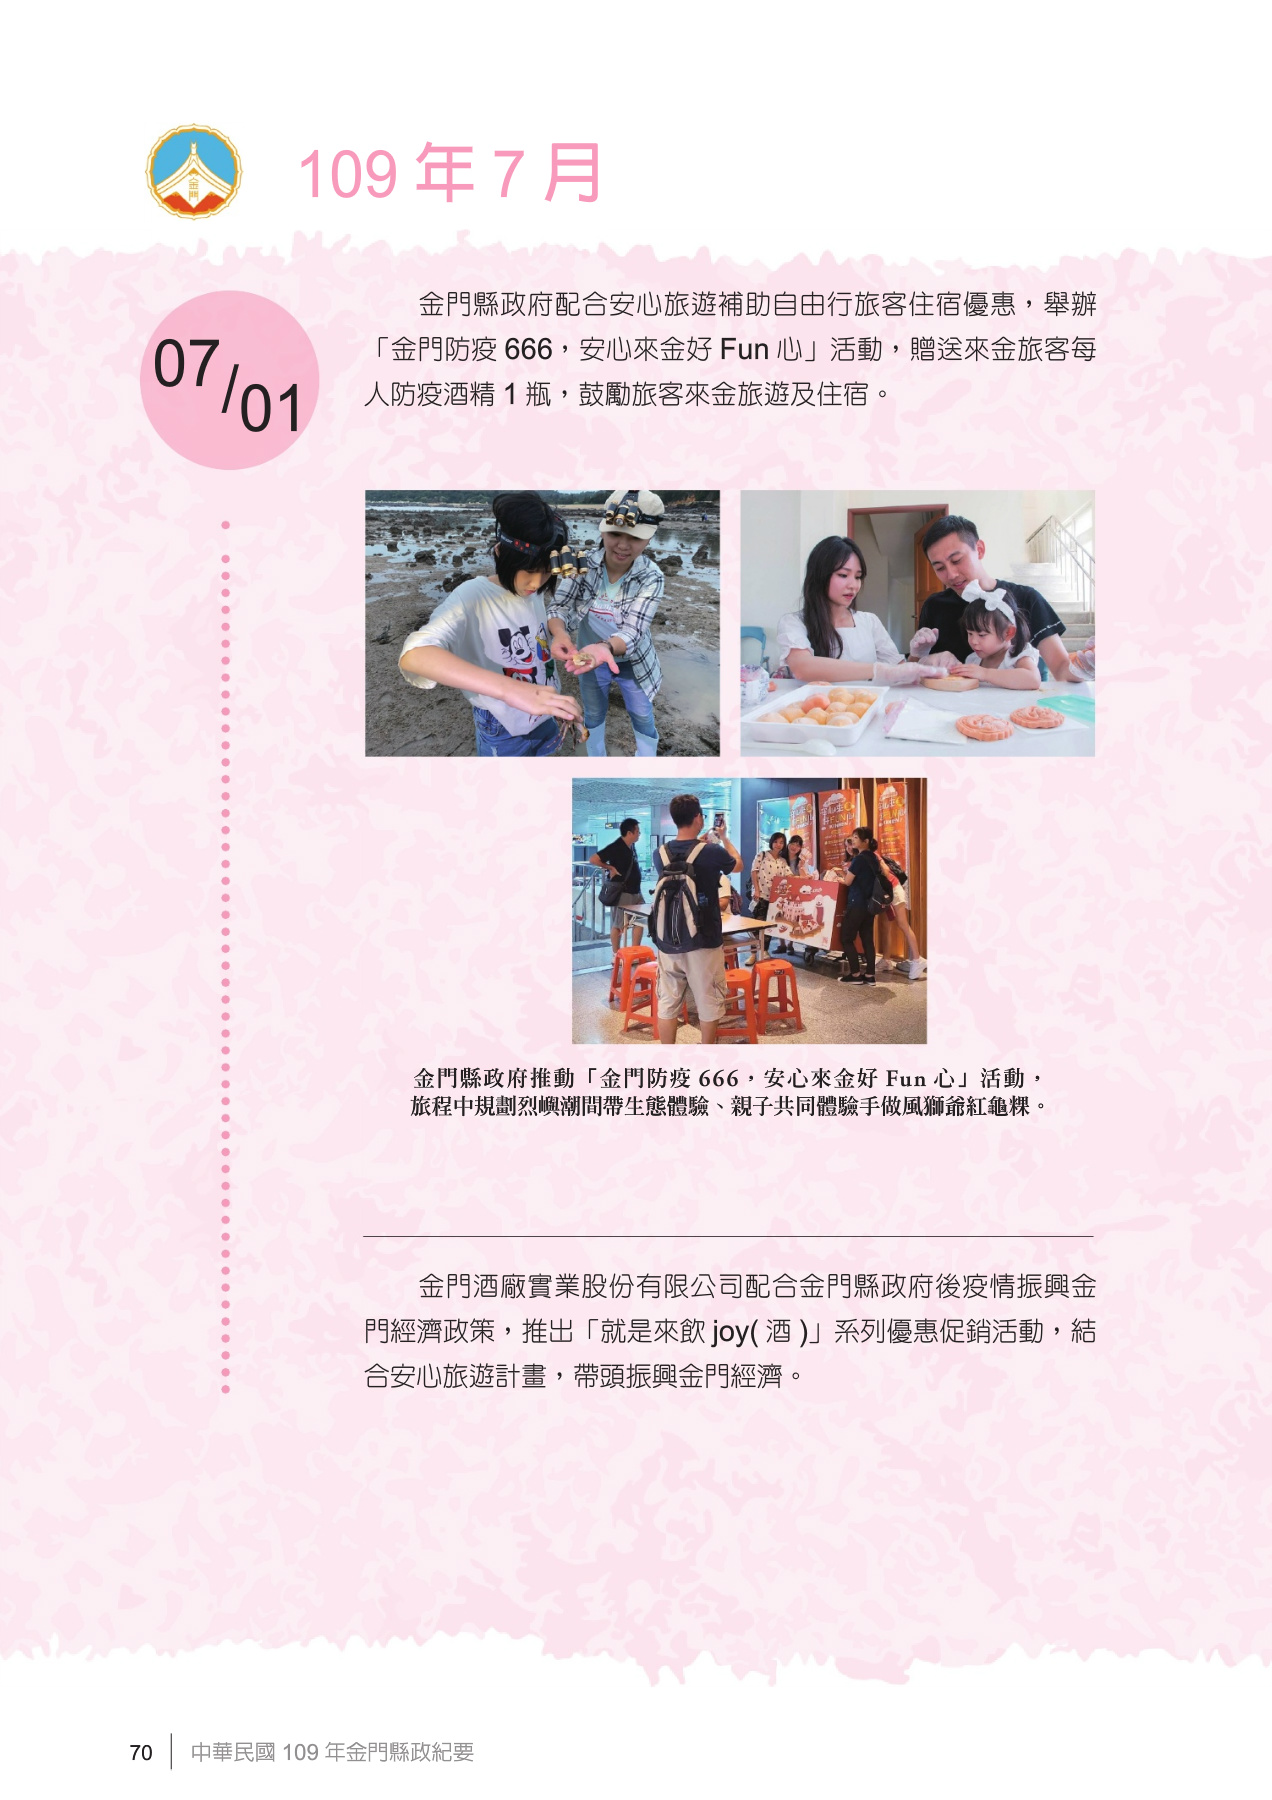 金門
109 年 7 月
07/01
金門縣政府配合安心旅遊補助自由行旅客住宿優惠，舉辦
「金門防疫 666，安心來金好 Fun 心」活動，贈送來金旅客每
人防疫酒精 1 瓶，鼓勵旅客來金旅遊及住宿。
金門縣政府推動「金門防疫 666，安心來金好 Fun 心」活動，
旅程中規劃烈嶼潮間帶生態體驗、親子共同體驗手做風獅爺紅龜粿。
金門酒廠實業股份有限公司配合金門縣政府後疫情振興金
門經濟政策，推出「就是來飲 joy( 酒 )」系列優惠促銷活動，結
合安心旅遊計畫，帶頭振興金門經濟。
70 中華民國 109 年金門縣政紀要